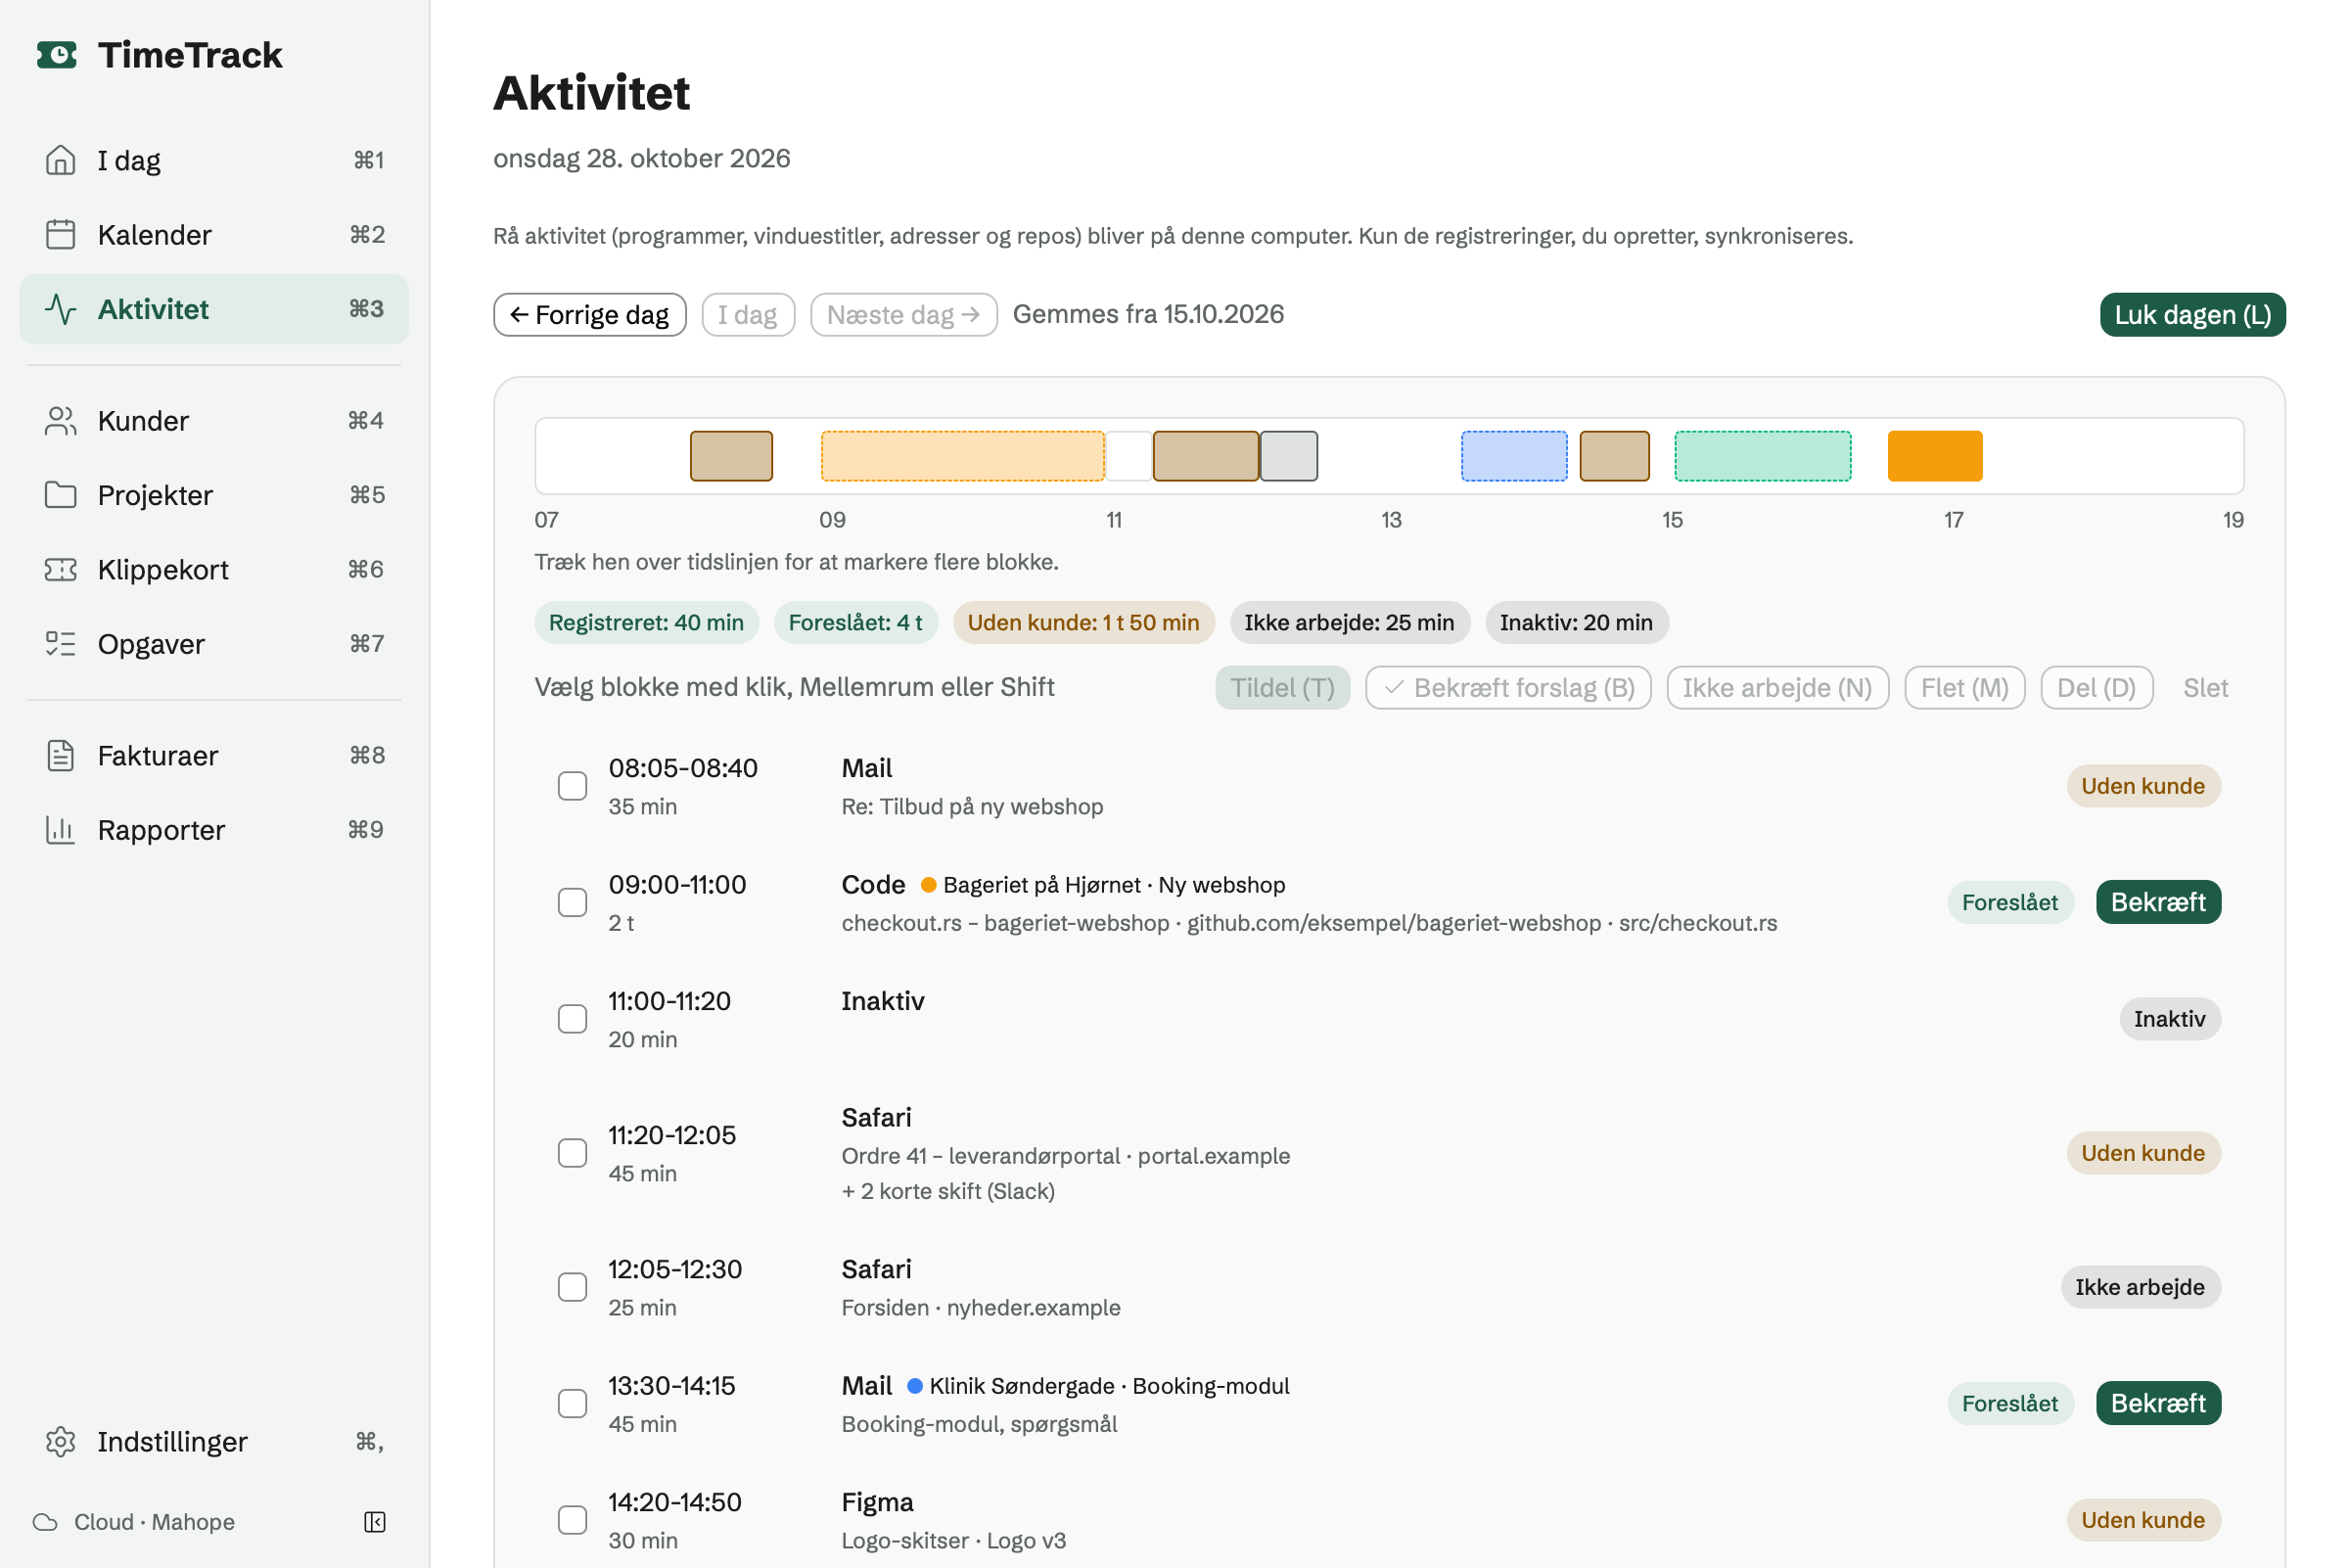 TimeTrack
I dag ⌘1
Kalender ⌘2
Aktivitet ⌘3
Kunder ⌘4
Projekter ⌘5
Klippekort ⌘6
Opgaver ⌘7
Fakturaer ⌘8
Rapporter ⌘9
Indstillinger ⌘,
Cloud · Mahope
Aktivitet
onsdag 28. oktober 2026
Rå aktivitet (programmer, vinduestitler, adresser og repos) bliver på denne computer. Kun de registreringer, du opretter, synkroniseres.
← Forrige dag I dag Næste dag → Gemmes fra 15.10.2026 Luk dagen (L)
07 09 11 13 15 17 19
Træk hen over tidslinjen for at markere flere blokke.
Registreret: 40 min Foreslået: 4 t Uden kunde: 1 t 50 min Ikke arbejde: 25 min Inaktiv: 20 min
Vælg blokke med klik, Mellemrum eller Shift Tildel (T) ✓ Bekræft forslag (B) Ikke arbejde (N) Flet (M) Del (D) Slet
08:05-08:40 Mail Uden kunde
35 min Re: Tilbud på ny webshop
09:00-11:00 Code Bageriet på Hjørnet · Ny webshop Foreslået Bekræft
2 t checkout.rs – bageriet-webshop · github.com/eksempel/bageriet-webshop · src/checkout.rs
11:00-11:20 Inaktiv Inaktiv
20 min
11:20-12:05 Safari Uden kunde
45 min Ordre 41 – leverandørportal · portal.example
+ 2 korte skift (Slack)
12:05-12:30 Safari Ikke arbejde
25 min Forsiden · nyheder.example
13:30-14:15 Mail Klinik Søndergade · Booking-modul Foreslået Bekræft
45 min Booking-modul, spørgsmål
14:20-14:50 Figma Uden kunde
30 min Logo-skitser · Logo v3